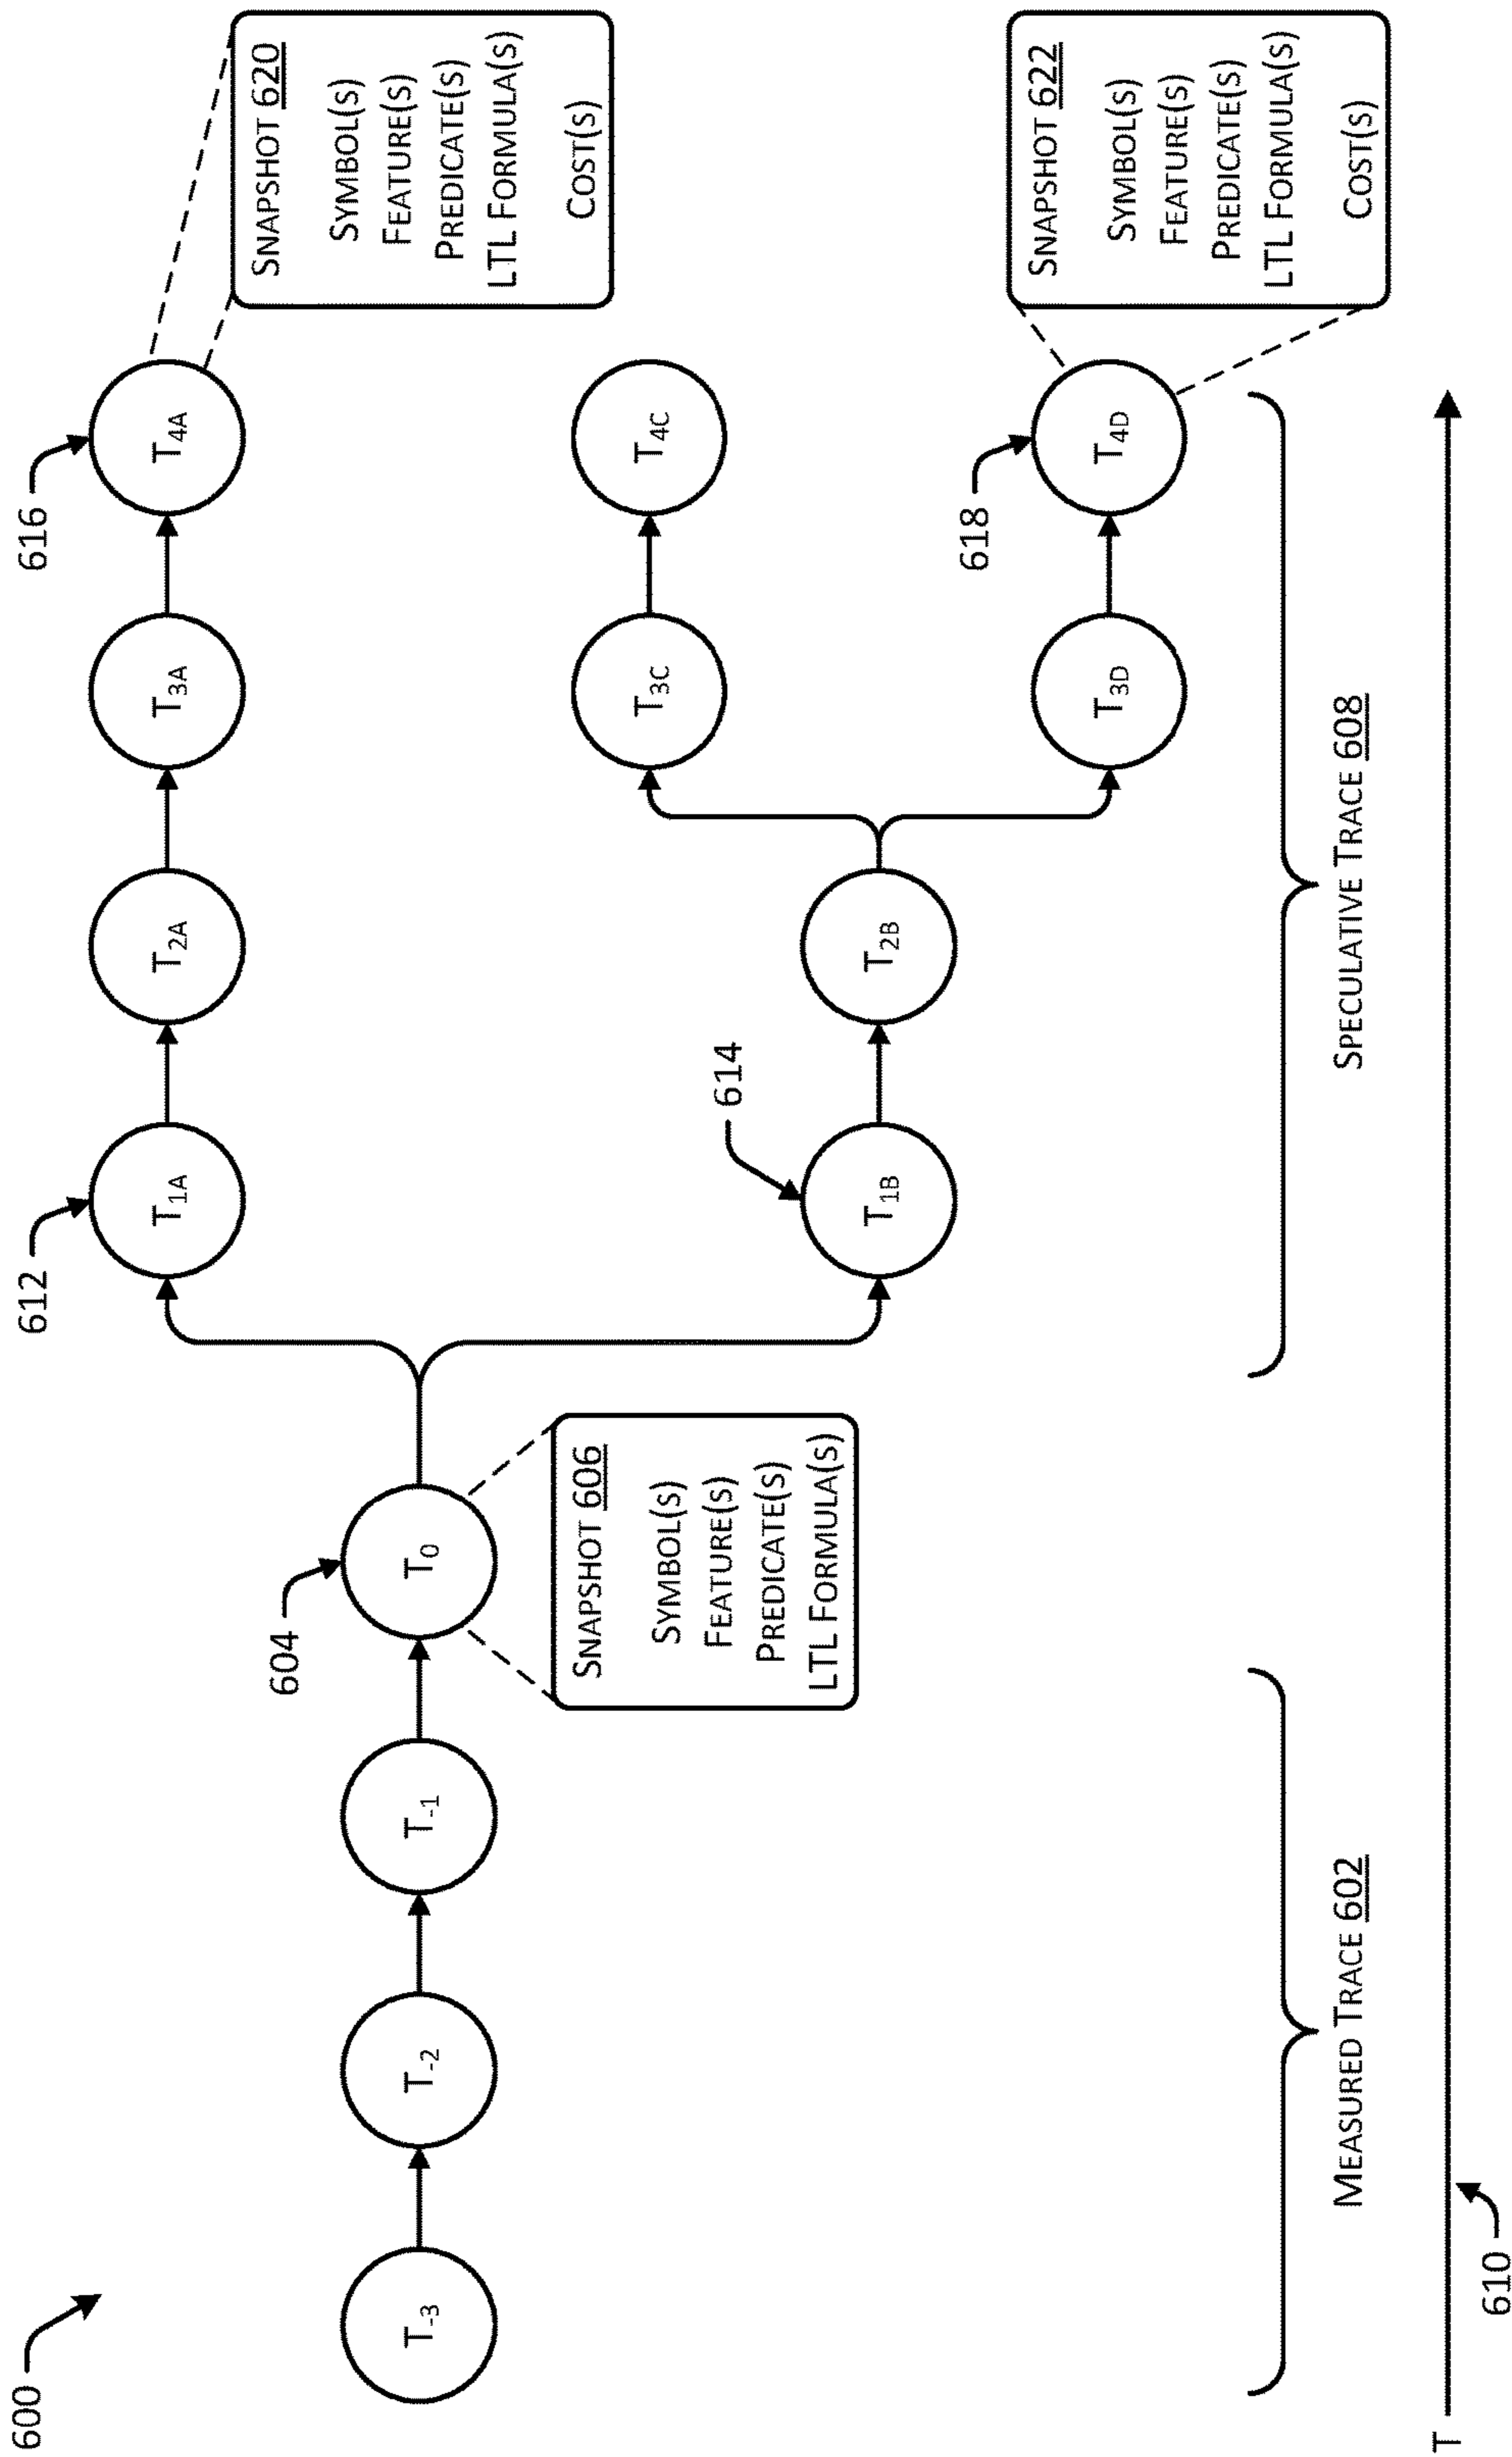 600
612
616
T1A
T2A
T3A
T4A
SNAPSHOT 620
SYMBOL(S)
FEATURE(S)
PREDICATE(S)
LTL FORMULA(S)
COST(S)
604
T-3
T-2
T-1
T0
SNAPSHOT 606
SYMBOL(S)
FEATURE(S)
PREDICATE(S)
LTL FORMULA(S)
T3C
T4C
614
T1B
T2B
618
T3D
T4D
SNAPSHOT 622
SYMBOL(S)
FEATURE(S)
PREDICATE(S)
LTL FORMULA(S)
COST(S)
MEASURED TRACE 602
SPECULATIVE TRACE 608
T
610